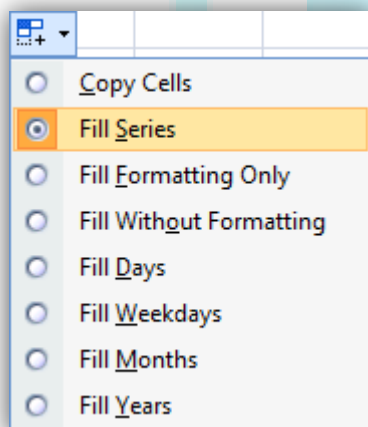 Copy Cells
Fill Series
Fill Formatting Only
Fill Without Formatting
Fill Days
Fill Weekdays
Fill Months
Fill Years